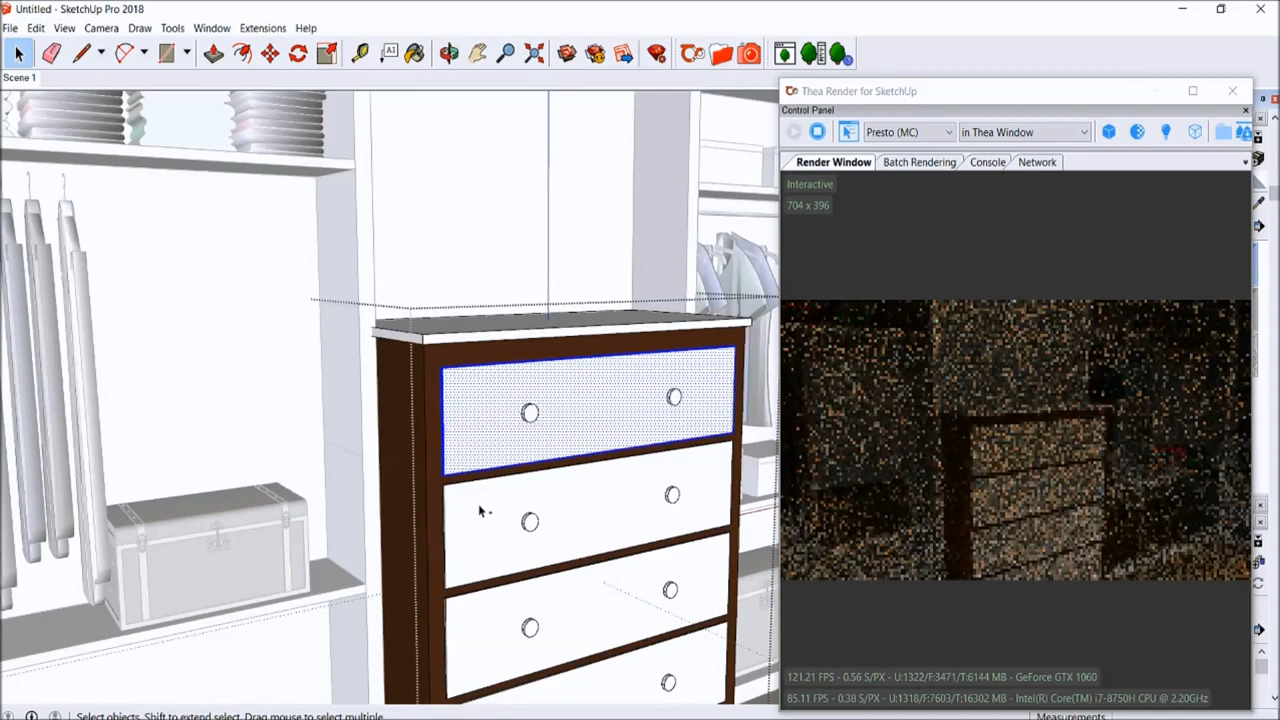 Untitled - SketchUp Pro 2018
File Edit View Camera Draw Tools Window Extensions Help
A1
Scene 1
Thea Render for SketchUp
Control Panel
Presto (MC) in Thea Window
Render Window Batch Rendering Console Network
Interactive
704 x 396
121.21 FPS - 0.56 S/PX - U:1322/F:3471/T:6144 MB - GeForce GTX 1060
85.11 FPS - 0.38 S/PX - U:1318/F:7603/T:16302 MB - Intel(R) Core(TM) i7-8750H CPU @ 2.20GHz
Select objects. Shift to extend select. Drag mouse to select multiple.
Measurements